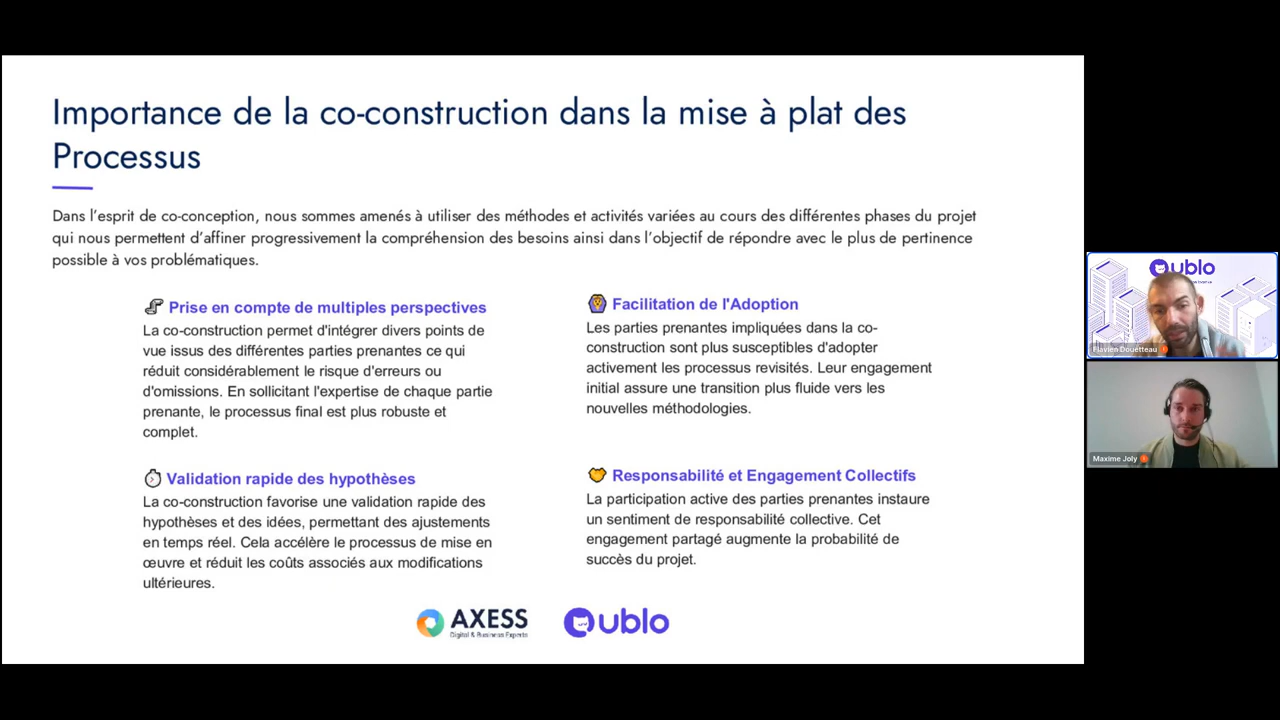 Importance de la co-construction dans la mise à plat des
Processus
Dans l'esprit de co-conception, nous sommes amenés à utiliser des méthodes et activités variées au cours des différentes phases du projet
qui nous permettent d'affiner progressivement la compréhension des besoins ainsi dans l'objectif de répondre avec le plus de pertinence
possible à vos problématiques.
Prise en compte de multiples perspectives
La co-construction permet d'intégrer divers points de
vue issus des différentes parties prenantes ce qui
réduit considérablement le risque d'erreurs ou
d'omissions. En sollicitant l'expertise de chaque partie
prenante, le processus final est plus robuste et
complet.
Facilitation de l'Adoption
Les parties prenantes impliquées dans la co-
construction sont plus susceptibles d'adopter
activement les processus revisités. Leur engagement
initial assure une transition plus fluide vers les
nouvelles méthodologies.
Validation rapide des hypothèses
La co-construction favorise une validation rapide des
hypothèses et des idées, permettant des ajustements
en temps réel. Cela accélère le processus de mise en
œuvre et réduit les coûts associés aux modifications
ultérieures.
Responsabilité et Engagement Collectifs
La participation active des parties prenantes instaure
un sentiment de responsabilité collective. Cet
engagement partagé augmente la probabilité de
succès du projet.
AXESS
Digital & Business Experts
ublo
ublo
Flavien Douetteau
Maxime Joly